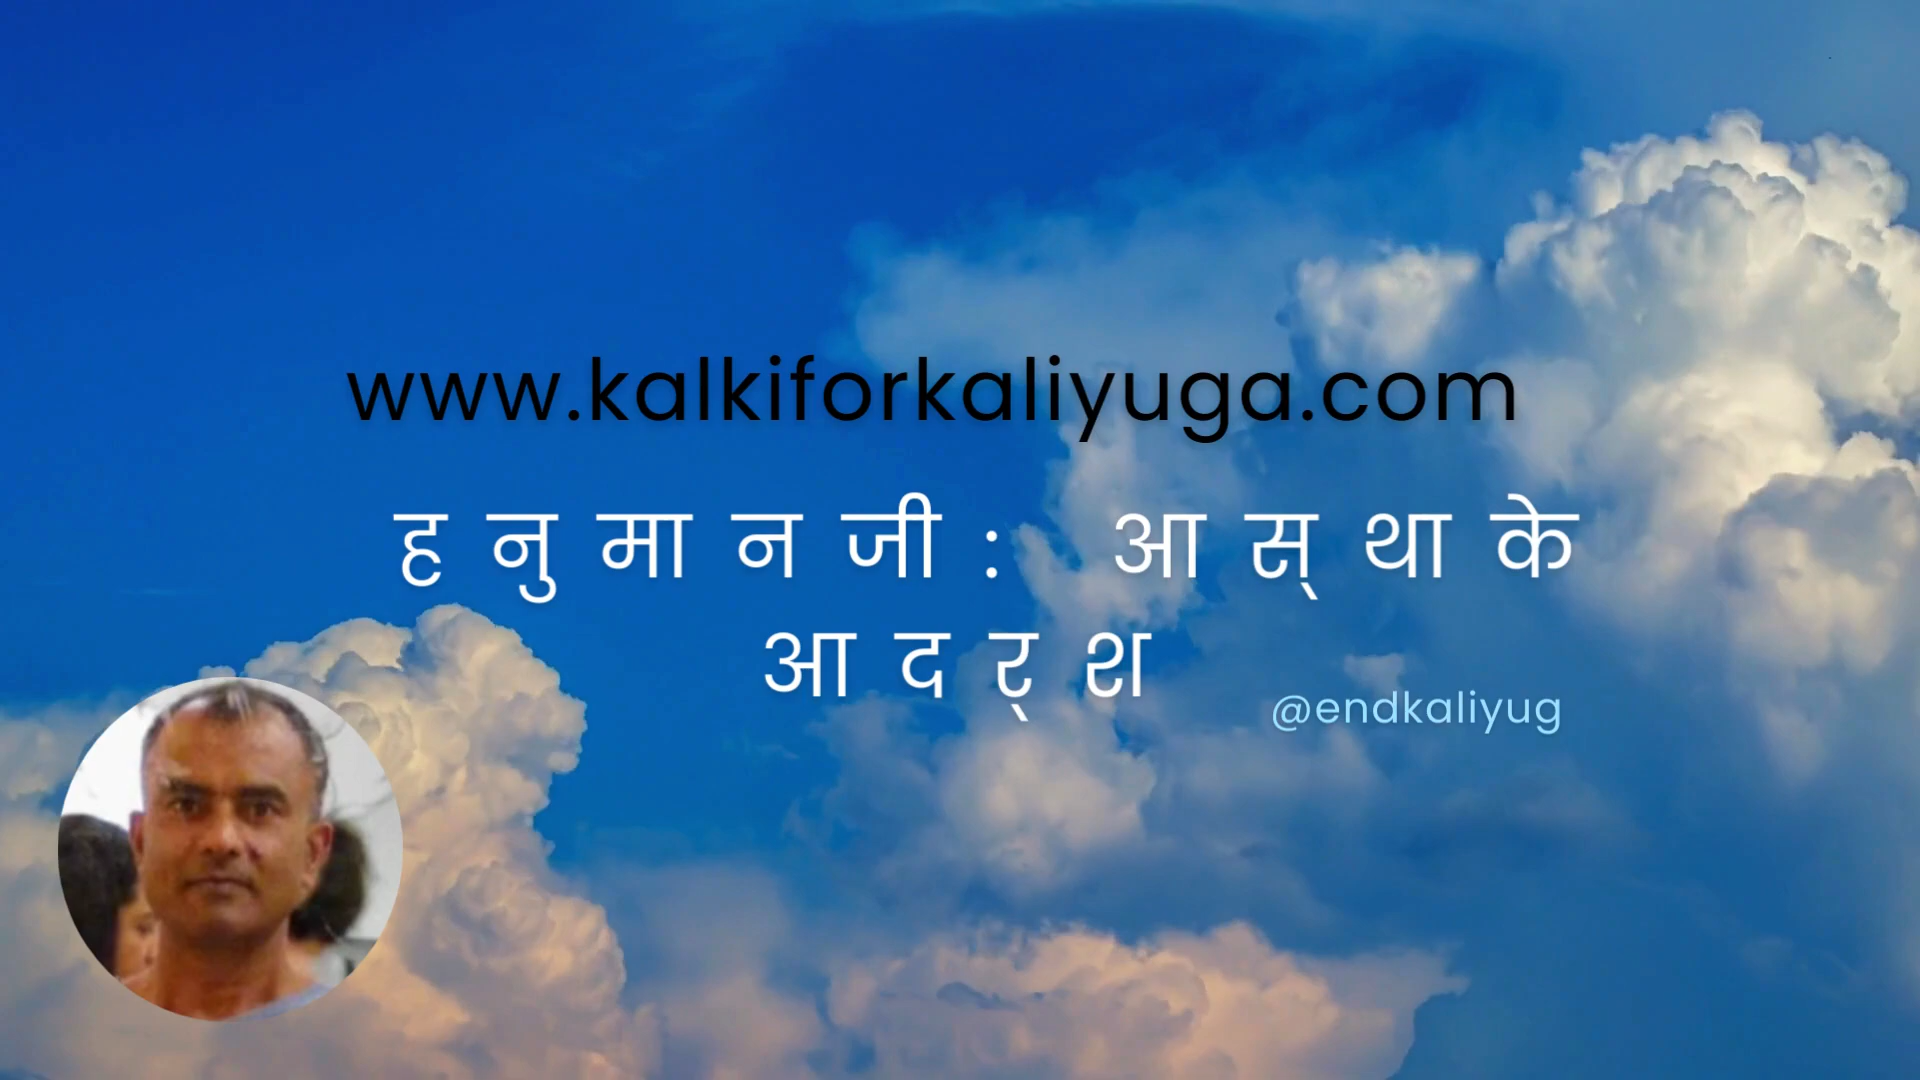 www.kalkiforkaliyuga.com
ह नु मा न जी : आ स् था के
आ द र् श
@endkaliyug